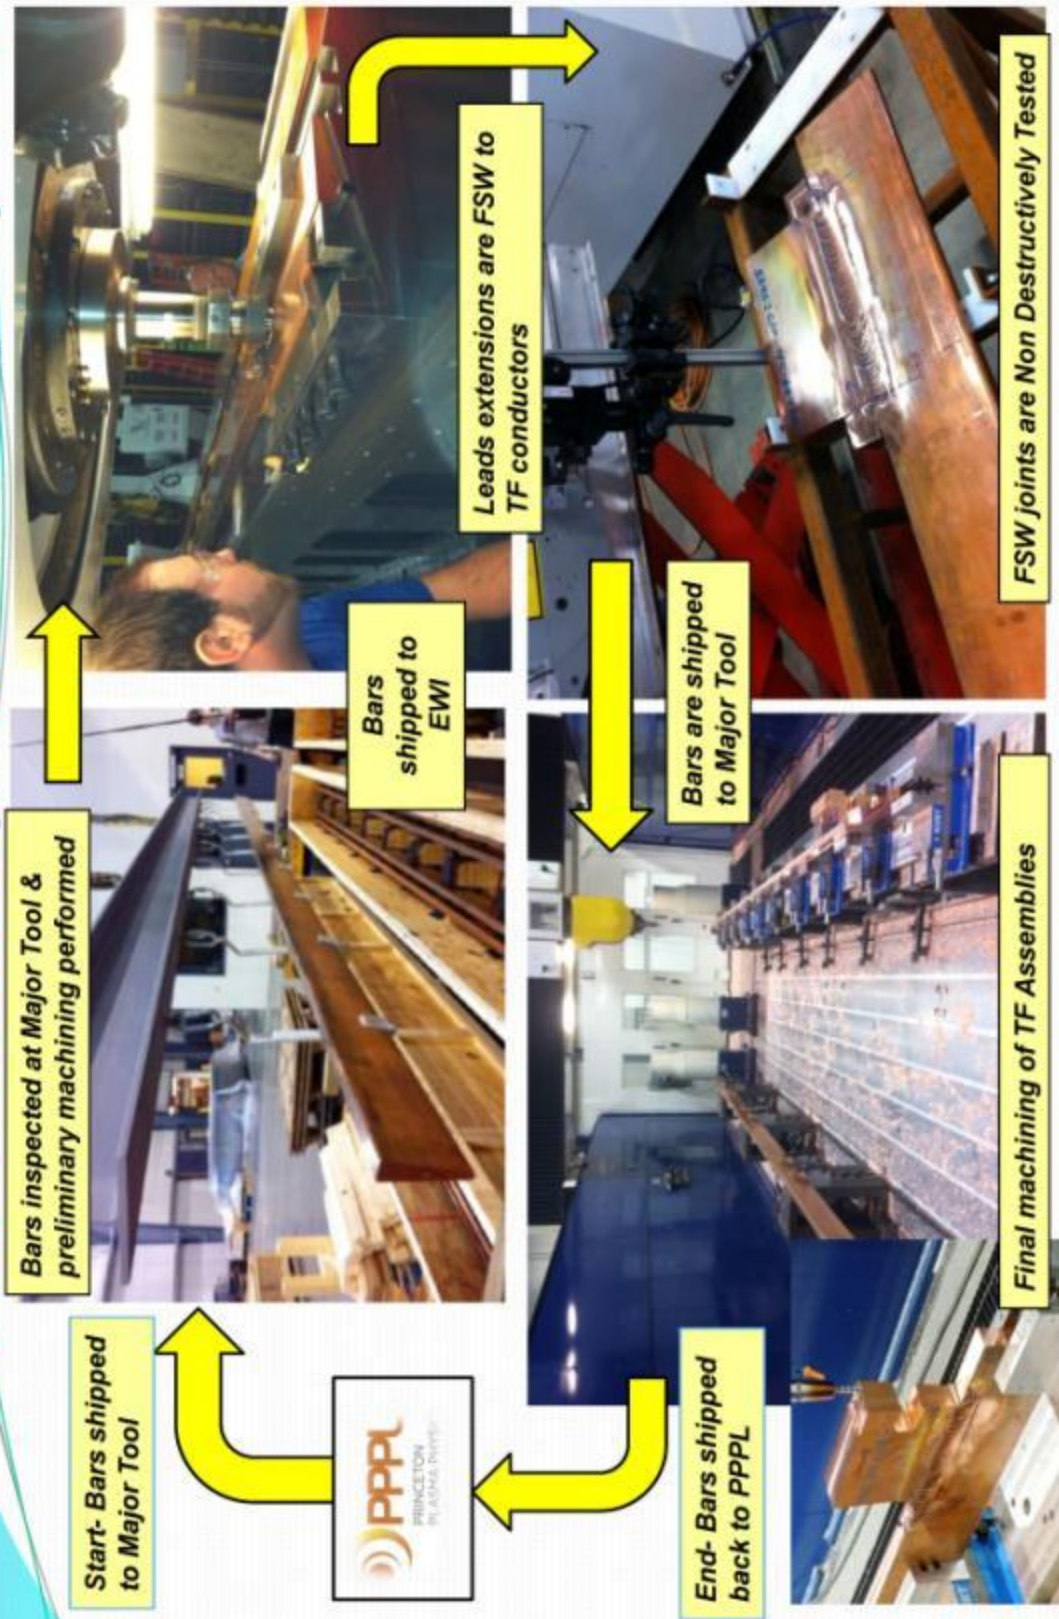 Start- Bars shipped
to Major Tool
PPPL
PRINCETON
PLASMA PHYSI
End- Bars shipped
back to PPPL
Bars inspected at Major Tool &
preliminary machining performed
Bars
shipped to
EWI
Leads extensions are FSW to
TF conductors
Bars are shipped
to Major Tool
Final machining of TF Assemblies
FSW joints are Non Destructively Tested